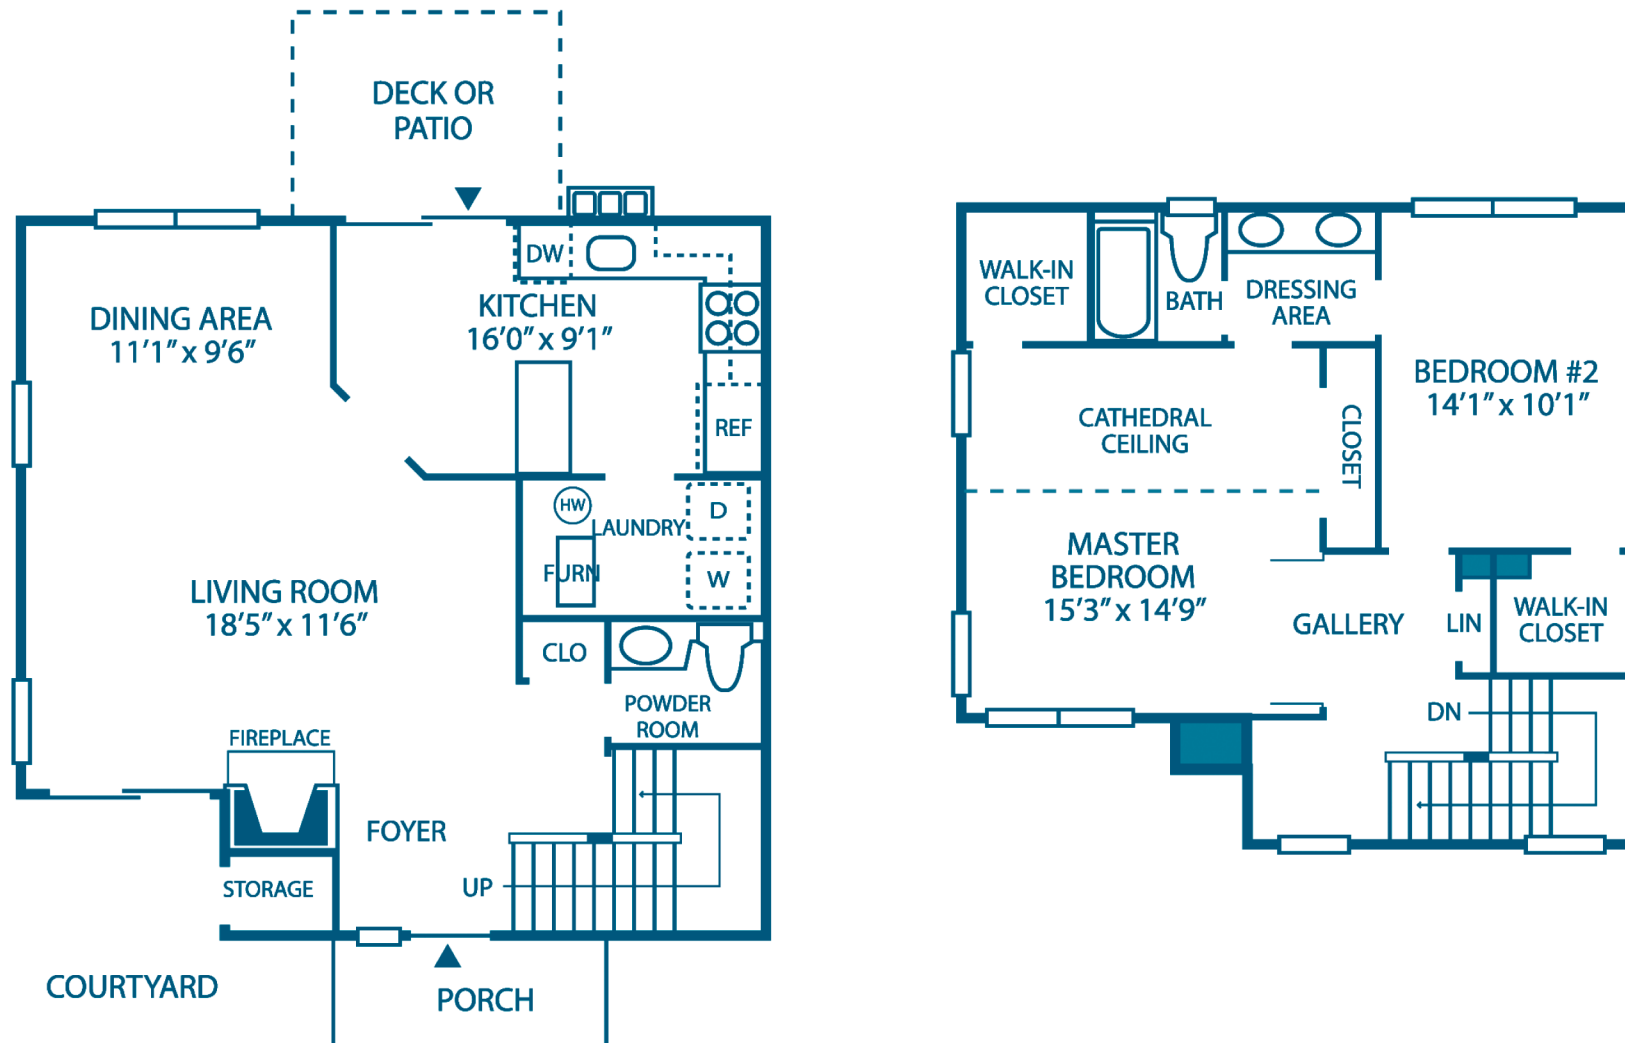 DECK OR
PATIO
DINING AREA
11'1" x 9'6"
DW
KITCHEN
16'0" x 9'1"
REF
HW
LAUNDRY
D
FURN
W
LIVING ROOM
18'5" x 11'6"
CLO
POWDER
ROOM
FIREPLACE
FOYER
UP
STORAGE
COURTYARD
PORCH
WALK-IN
CLOSET
BATH
DRESSING
AREA
BEDROOM #2
14'1" x 10'1"
CATHEDRAL
CEILING
CLOSET
MASTER
BEDROOM
15'3" x 14'9"
GALLERY
LIN
WALK-IN
CLOSET
DN